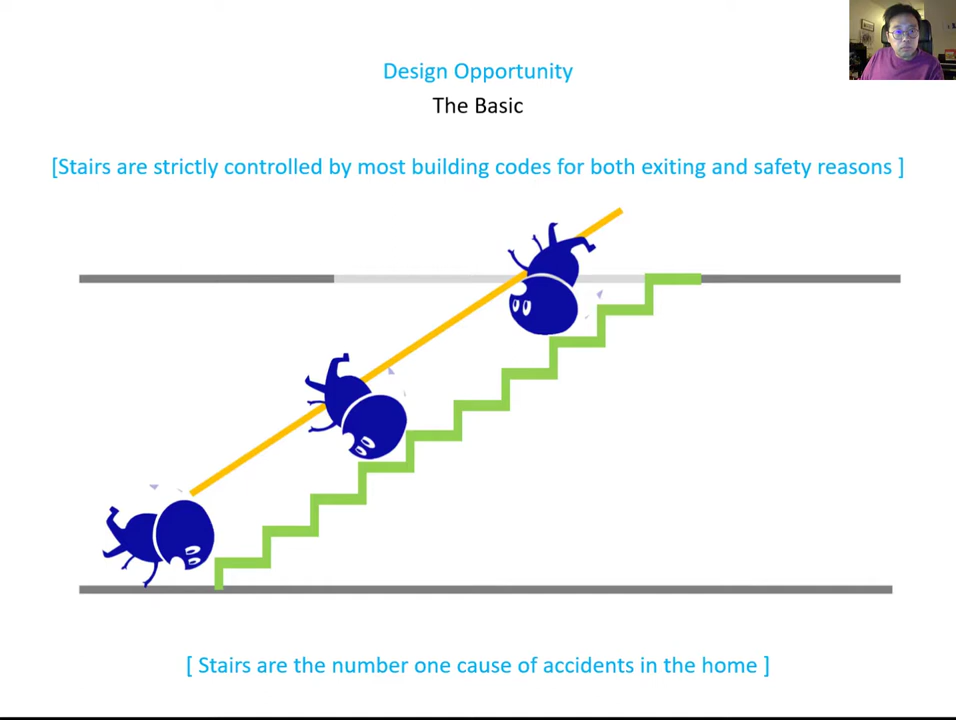 Design Opportunity
The Basic
[Stairs are strictly controlled by most building codes for both exiting and safety reasons ]
[ Stairs are the number one cause of accidents in the home ]